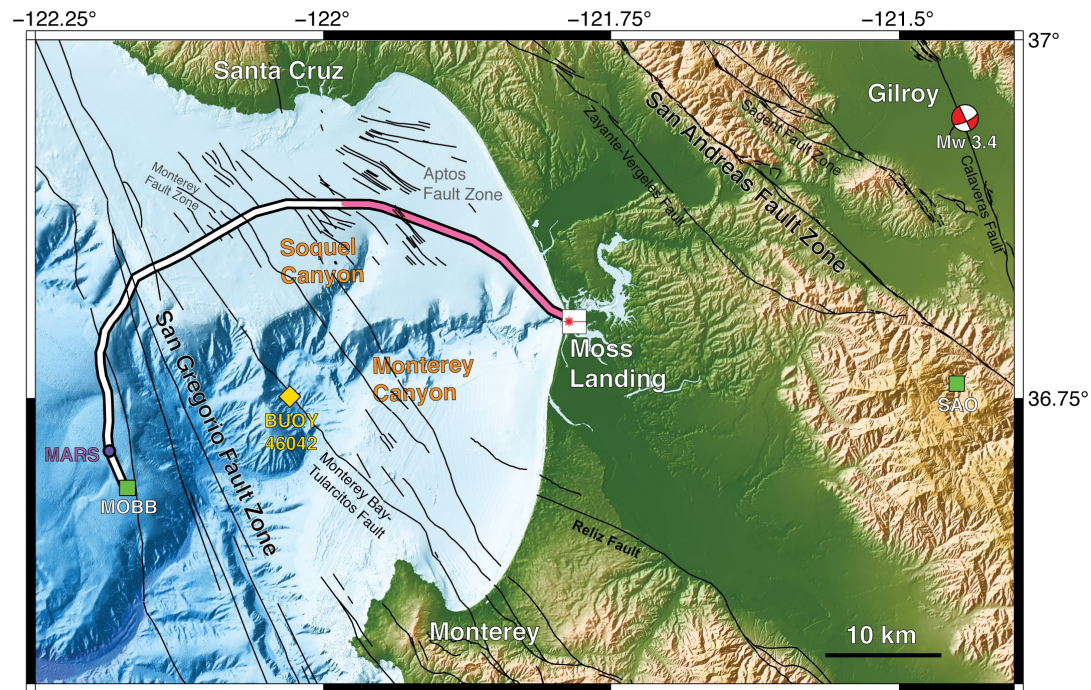 −122.25°
−122°
−121.75°
−121.5°
37°
36.75°
Santa Cruz
Gilroy
Mw 3.4
San Andreas Fault Zone
Sagent Fault Zone
Zayante-Vergeles Fault
Calaveras Fault
Monterey
Fault Zone
Aptos
Fault Zone
Soquel
Canyon
Moss
Landing
Monterey
Canyon
San Gregorio Fault Zone
BUOY
46042
SAO
MARS
MOBB
Monterey Bay-
Tularcitos Fault
Reliz Fault
Monterey
10 km